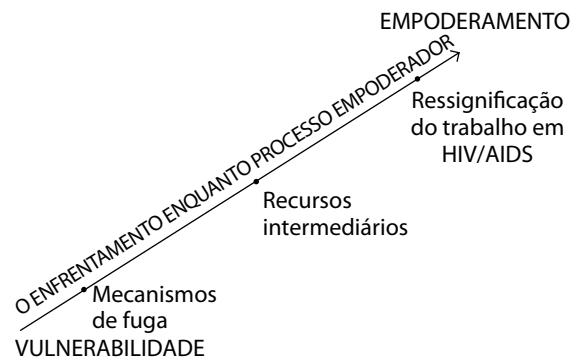 EMPODERAMENTO
O ENFRENTAMENTO ENQUANTO PROCESSO EMPODERADOR
Ressignificação
do trabalho em
HIV/AIDS
Recursos
intermediários
Mecanismos
de fuga
VULNERABILIDADE